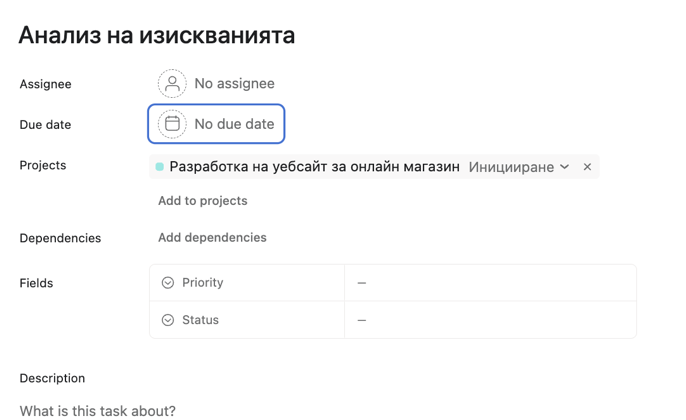 Анализ на изискванията
Assignee No assignee
Due date No due date
Projects Разработка на уебсайт за онлайн магазин Иницииране
Add to projects
Dependencies Add dependencies
Fields Priority —
Status —
Description
What is this task about?